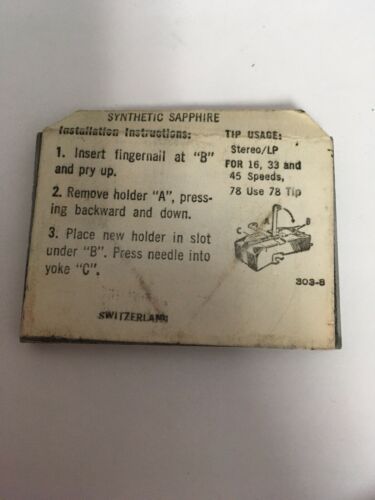 SYNTHETIC SAPPHIRE
Installation Instructions:
1. Insert fingernail at "B"
and pry up.
2. Remove holder "A", press-
ing backward and down.
3. Place new holder in slot
under "B". Press needle into
yoke "C".
SWITZERLAND
TIP USAGE:
Stereo/LP
FOR 16, 33 and
45 Speeds,
78 Use 78 Tip
C
A
B
303-8